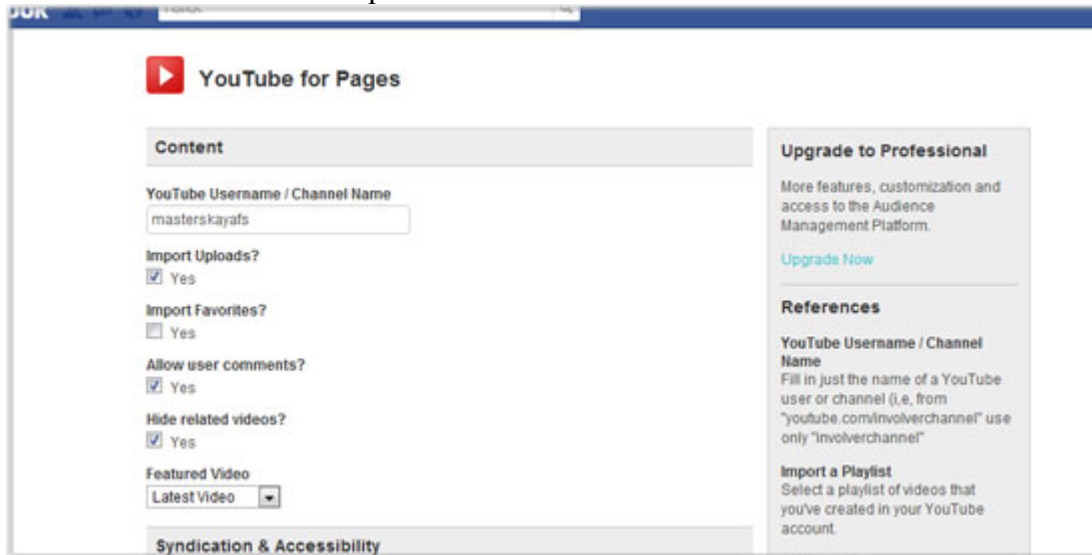 YouTube for Pages
Content
YouTube Username / Channel Name
masterskayafs
Import Uploads?
Yes
Import Favorites?
Yes
Allow user comments?
Yes
Hide related videos?
Yes
Featured Video
Latest Video
Syndication & Accessibility
Upgrade to Professional
More features, customization and
access to the Audience
Management Platform.
Upgrade Now
References
YouTube Username / Channel
Name
Fill in just the name of a YouTube
user or channel (i,e, from
"youtube.com/involverchannel" use
only "involverchannel"
Import a Playlist
Select a playlist of videos that
you've created in your YouTube
account.